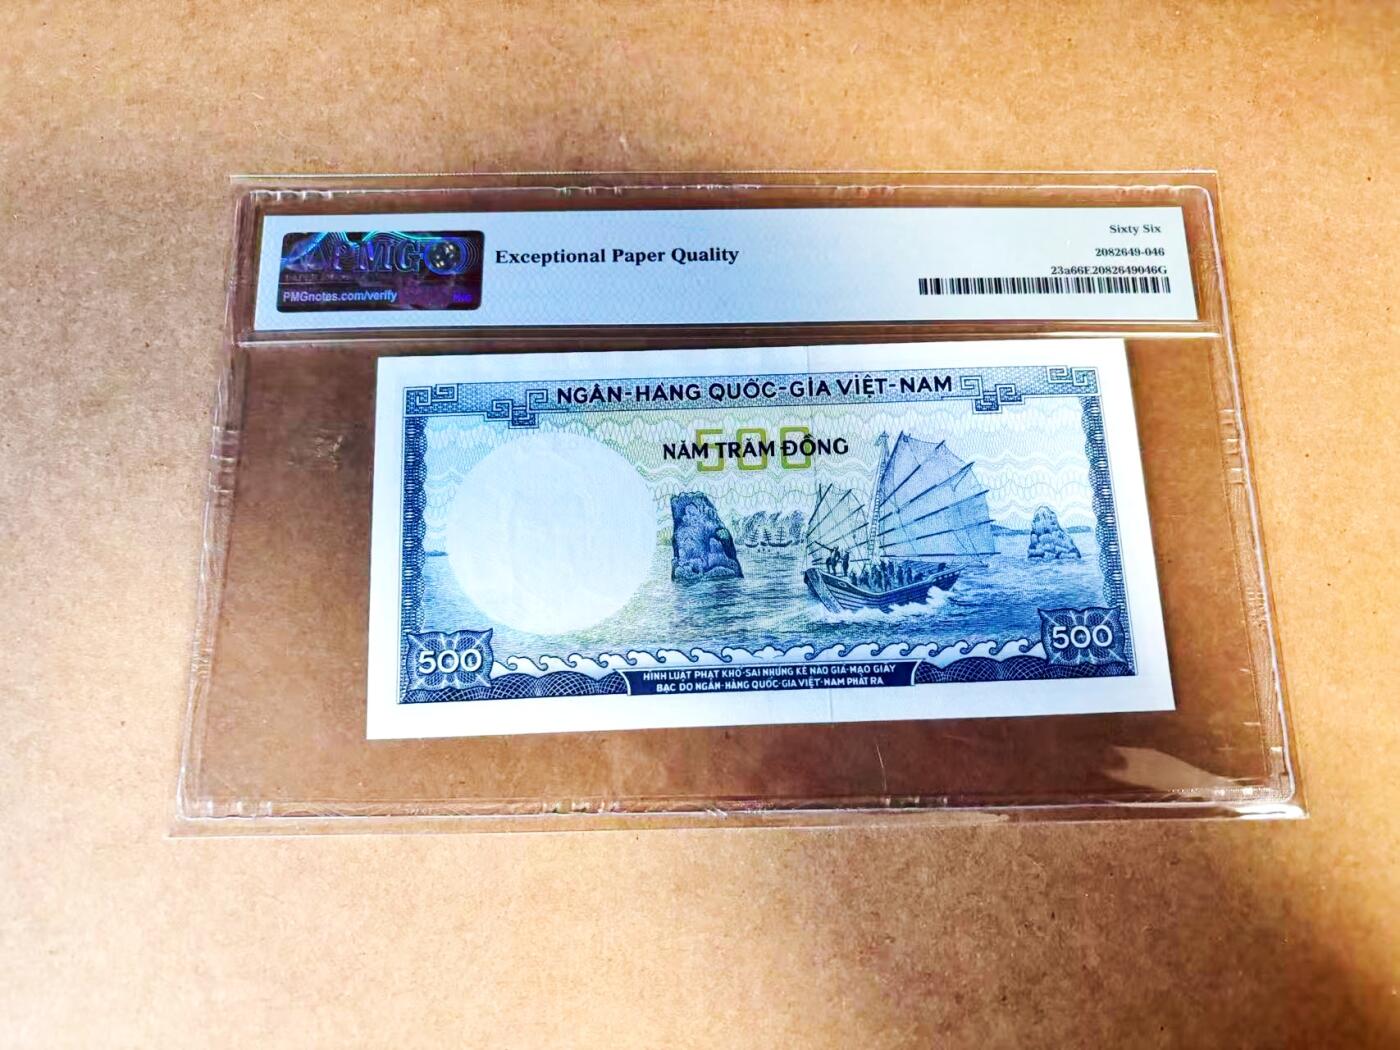 PMG
PMGnotes.com/verify
Exceptional Paper Quality
Sixty Six
2082649-046
23a66E2082649046G
NGÂN-HÀNG QUỐC-GIA VIỆT-NAM
500
NĂM TRĂM ĐỒNG
500
500
HÌNH LUẬT PHẠT KHỔ-SAI NHỮNG KẺ NÀO GIẢ-MẠO GIẤY
BẠC DO NGÂN-HÀNG QUỐC-GIA VIỆT-NAM PHÁT RA